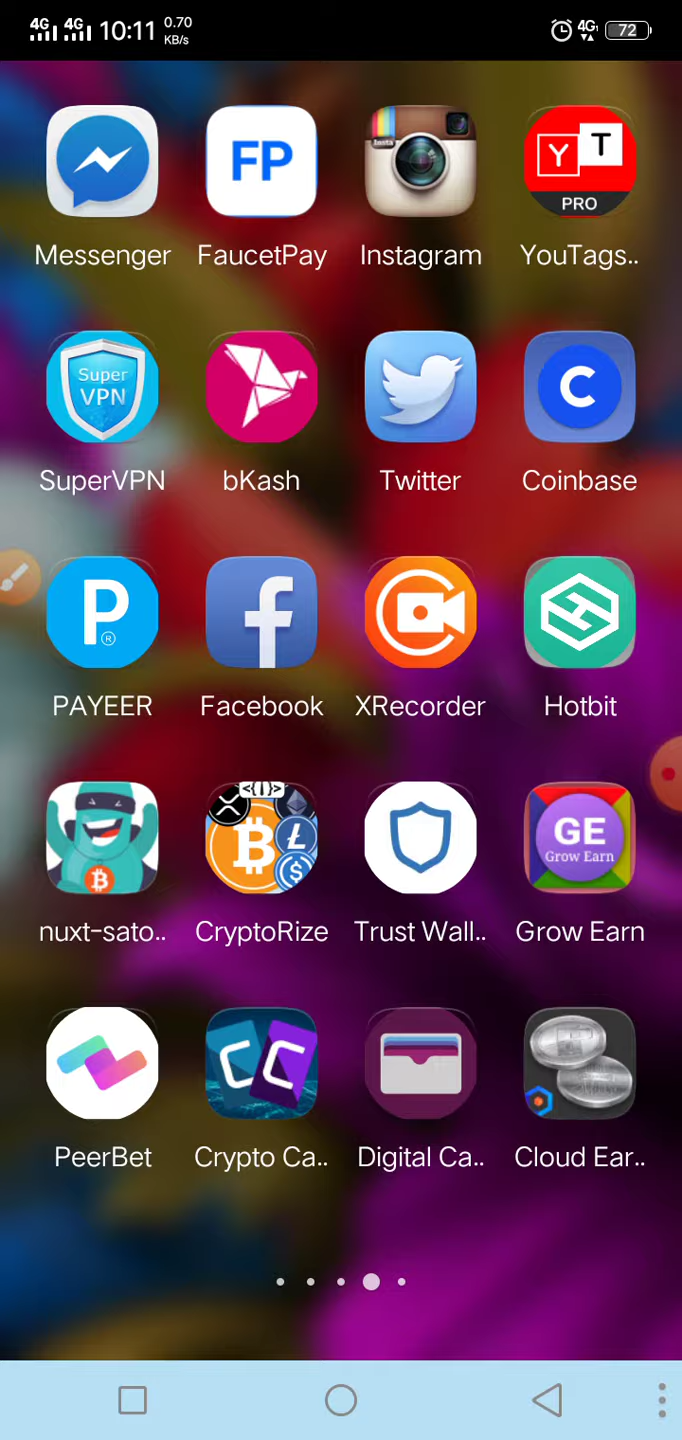 4G 4G 10:11 0.70
KB/s
4G 72
FP
Insta
Y T
PRO
Messenger FaucetPay Instagram YouTags..
Super
VPN
C
SuperVPN bKash Twitter Coinbase
P
®
f
PAYEER Facebook XRecorder Hotbit
<{|}>
GE
Grow Earn
nuxt-sato.. CryptoRize Trust Wall.. Grow Earn
PeerBet Crypto Ca.. Digital Ca.. Cloud Ear..